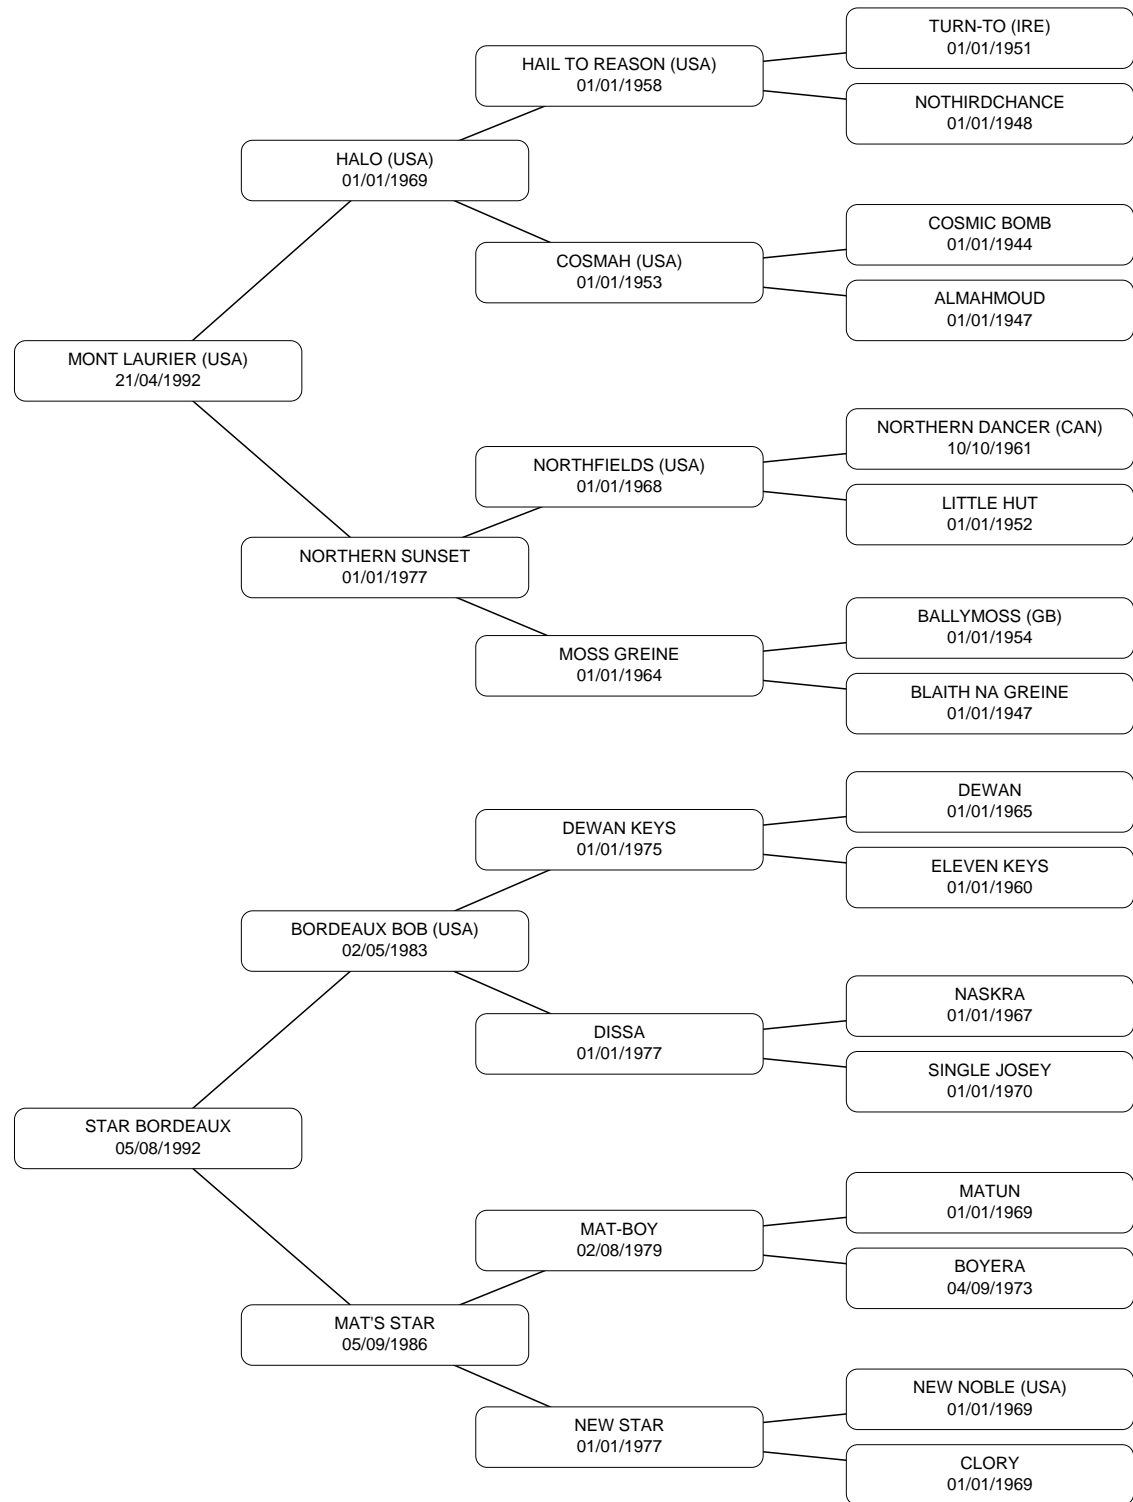 TURN-TO (IRE)
01/01/1951
HAIL TO REASON (USA)
01/01/1958
NOTHIRDCHANCE
01/01/1948
HALO (USA)
01/01/1969
COSMIC BOMB
01/01/1944
COSMAH (USA)
01/01/1953
ALMAHMOUD
01/01/1947
MONT LAURIER (USA)
21/04/1992
NORTHERN DANCER (CAN)
10/10/1961
NORTHFIELDS (USA)
01/01/1968
LITTLE HUT
01/01/1952
NORTHERN SUNSET
01/01/1977
BALLYMOSS (GB)
01/01/1954
MOSS GREINE
01/01/1964
BLAITH NA GREINE
01/01/1947
DEWAN
01/01/1965
DEWAN KEYS
01/01/1975
ELEVEN KEYS
01/01/1960
BORDEAUX BOB (USA)
02/05/1983
NASKRA
01/01/1967
DISSA
01/01/1977
SINGLE JOSEY
01/01/1970
STAR BORDEAUX
05/08/1992
MATUN
01/01/1969
MAT-BOY
02/08/1979
BOYERA
04/09/1973
MAT'S STAR
05/09/1986
NEW NOBLE (USA)
01/01/1969
NEW STAR
01/01/1977
CLORY
01/01/1969